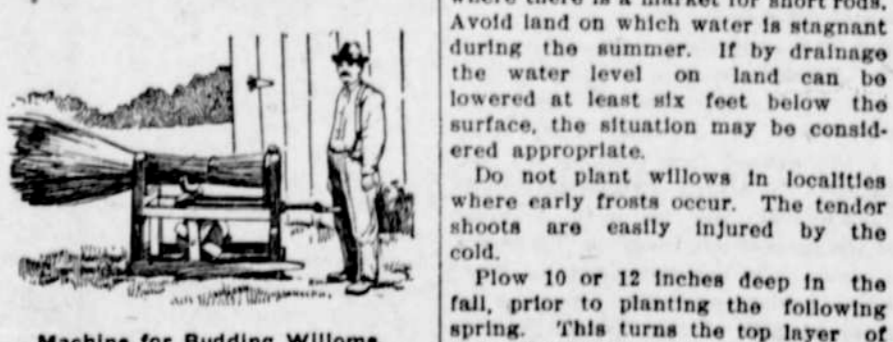 where there is a market for short rods.
Avoid land on which water is stagnant
during the summer. If by drainage
the water level on land can be
lowered at least six feet below the
surface, the situation may be consid-
ered appropriate.
Do not plant willows in localities
where early frosts occur. The tender
shoots are easily injured by the
cold.
Plow 10 or 12 inches deep in the
fall, prior to planting the following
spring. This turns the top layer of
Machine for Budding Willows